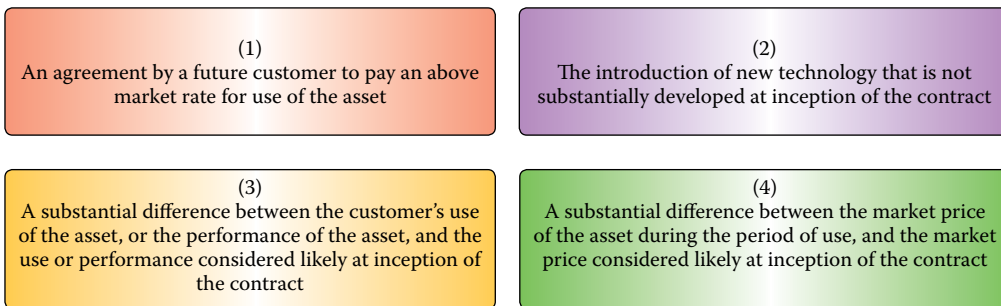 (1)
An agreement by a future customer to pay an above
market rate for use of the asset
(2)
The introduction of new technology that is not
substantially developed at inception of the contract
(3)
A substantial difference between the customer’s use
of the asset, or the performance of the asset, and the
use or performance considered likely at inception of
the contract
(4)
A substantial difference between the market price
of the asset during the period of use, and the market
price considered likely at inception of the contract